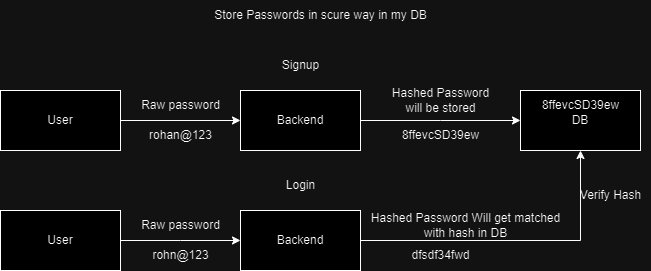 Store Passwords in scure way in my DB
Signup
User
Raw password
rohan@123
Backend
Hashed Password
will be stored
8ffevcSD39ew
8ffevcSD39ew
DB
Login
User
Raw password
rohn@123
Backend
Hashed Password Will get matched
with hash in DB
dfsdf34fwd
Verify Hash